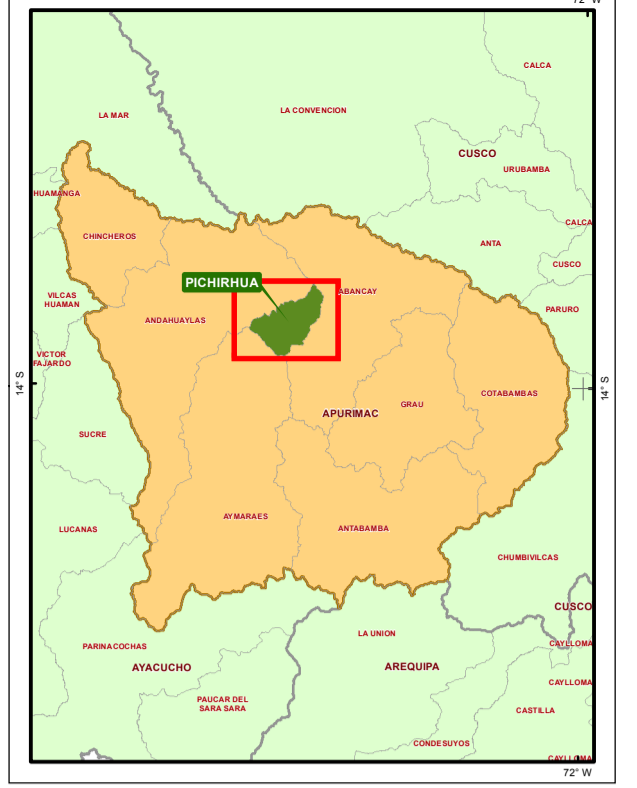 72° W
CALCA
LA CONVENCION
LA MAR
CUSCO
URUBAMBA
HUAMANGA
CALCA
CHINCHEROS
ANTA
CUSCO
PICHIRHUA
ABANCAY
VILCAS
HUAMAN
PARURO
ANDAHUAYLAS
VICTOR
FAJARDO
14° S
14° S
COTABAMBAS
GRAU
APURIMAC
SUCRE
AYMARAES
ANTABAMBA
LUCANAS
CHUMBIVILCAS
CUSCO
LA UNION
CAYLLOMA
PARINACOCHAS
AYACUCHO
AREQUIPA
CAYLLOMA
PAUCAR DEL
SARA SARA
CASTILLA
CONDESUYOS
CAYLLOMA
72° W